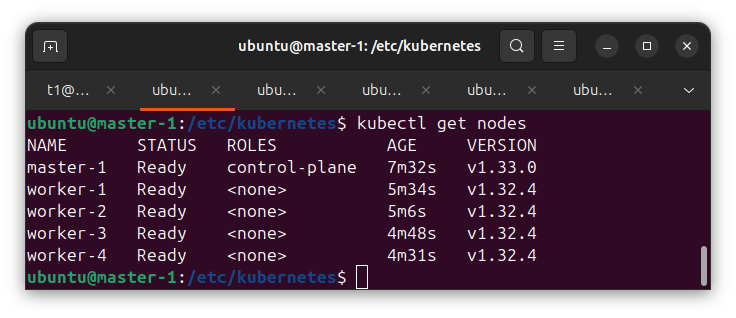 ubuntu@master-1: /etc/kubernetes
t1@... ubu... ubu... ubu... ubu... ubu...
ubuntu@master-1:/etc/kubernetes$ kubectl get nodes
NAME STATUS ROLES AGE VERSION
master-1 Ready control-plane 7m32s v1.33.0
worker-1 Ready <none> 5m34s v1.32.4
worker-2 Ready <none> 5m6s v1.32.4
worker-3 Ready <none> 4m48s v1.32.4
worker-4 Ready <none> 4m31s v1.32.4
ubuntu@master-1:/etc/kubernetes$